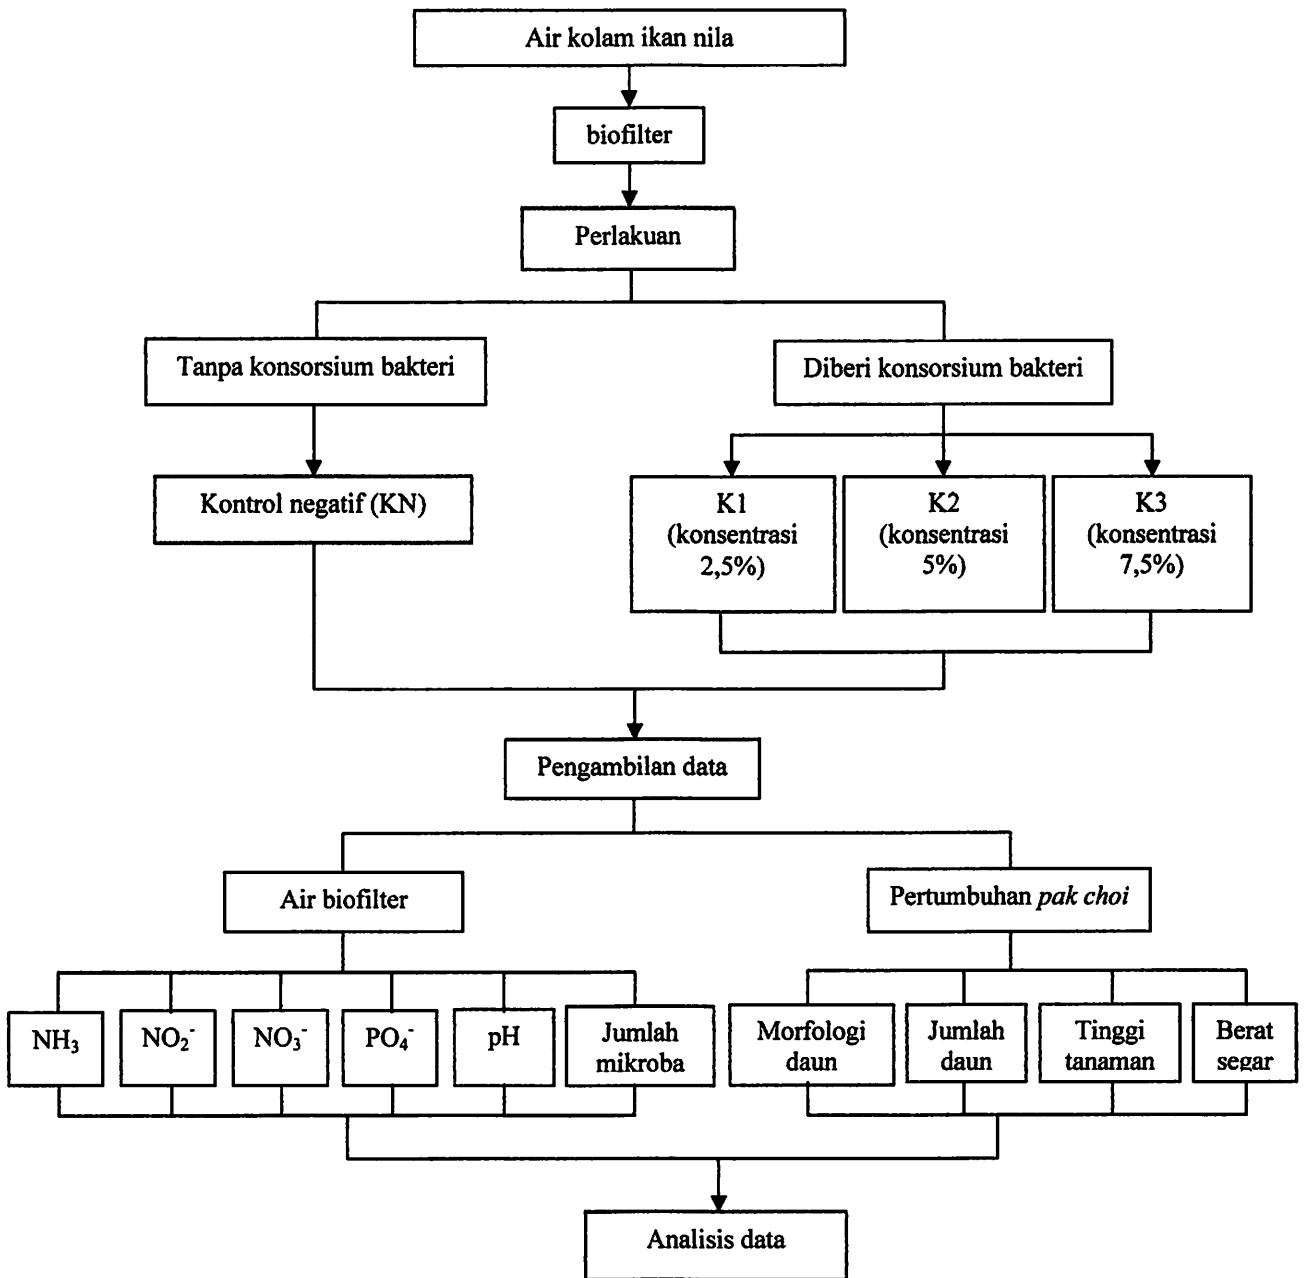 Air kolam ikan nila
biofilter
Perlakuan
Tanpa konsorsium bakteri
Diberi konsorsium bakteri
Kontrol negatif (KN)
K1
(konsentrasi
2,5%)
K2
(konsentrasi
5%)
K3
(konsentrasi
7,5%)
Pengambilan data
Air biofilter
Pertumbuhan pak choi
NH₃
NO₂⁻
NO₃⁻
PO₄⁻
pH
Jumlah
mikroba
Morfologi
daun
Jumlah
daun
Tinggi
tanaman
Berat
segar
Analisis data